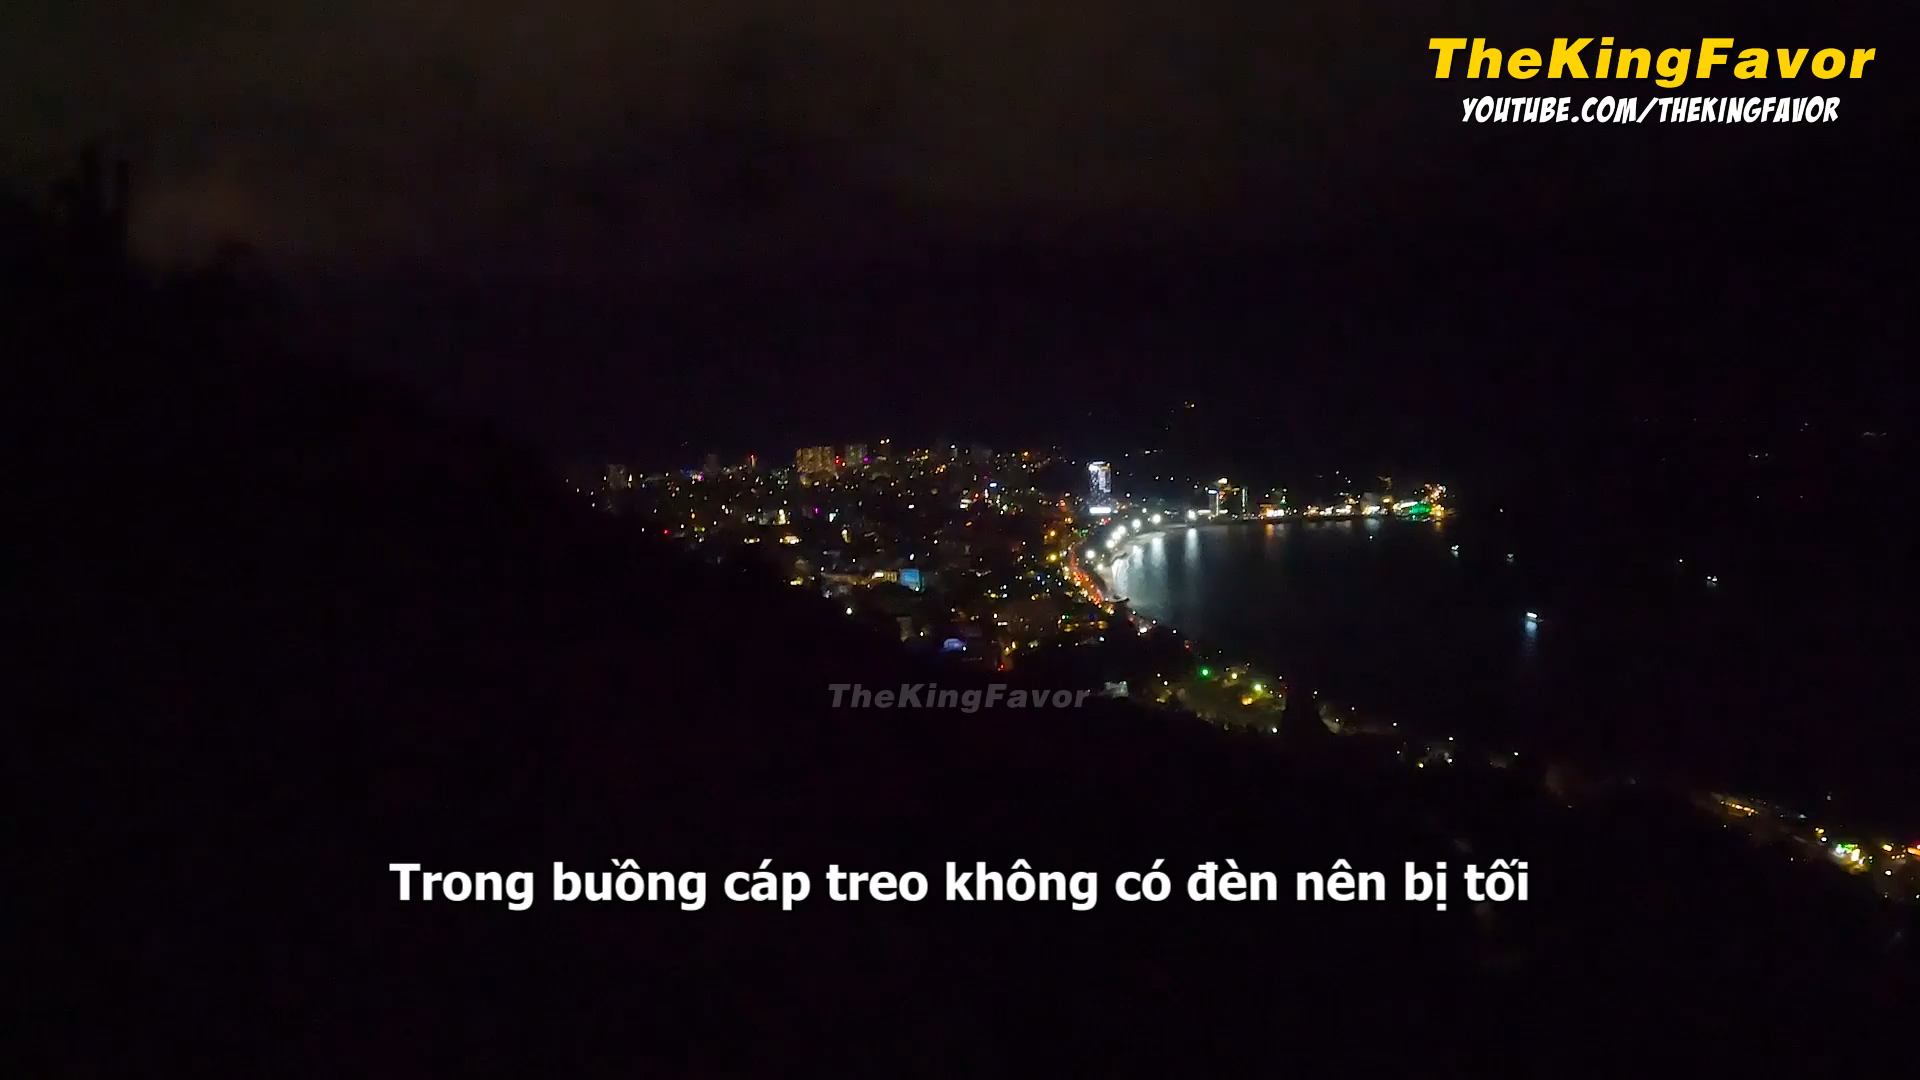 TheKingFavor
YOUTUBE.COM/THEKINGFAVOR
TheKingFavor
Trong buồng cáp treo không có đèn nên bị tối